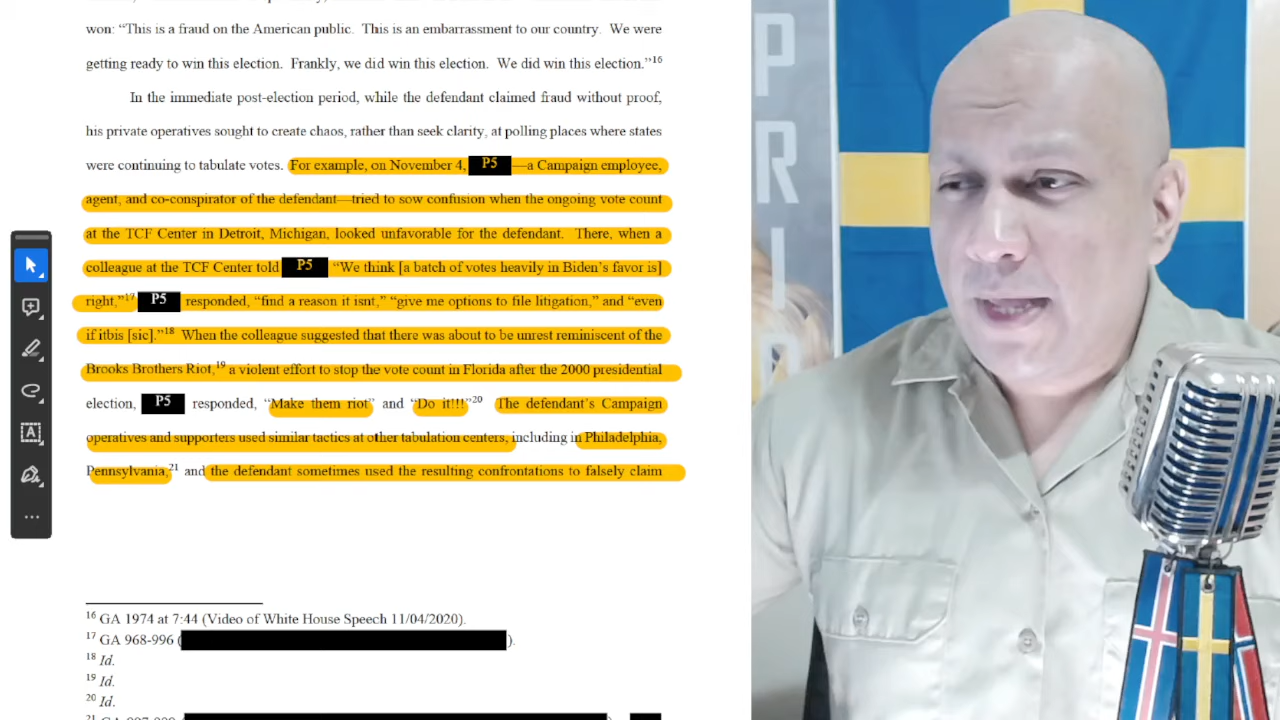 won: “This is a fraud on the American public. This is an embarrassment to our country. We were
getting ready to win this election. Frankly, we did win this election. We did win this election.”16
In the immediate post-election period, while the defendant claimed fraud without proof,
his private operatives sought to create chaos, rather than seek clarity, at polling places where states
were continuing to tabulate votes. For example, on November 4, P5 —a Campaign employee,
agent, and co-conspirator of the defendant—tried to sow confusion when the ongoing vote count
at the TCF Center in Detroit, Michigan, looked unfavorable for the defendant. There, when a
colleague at the TCF Center told P5 “We think [a batch of votes heavily in Biden’s favor is]
right,”17 P5 responded, “find a reason it isnt,” “give me options to file litigation,” and “even
if itbis [sic].”18 When the colleague suggested that there was about to be unrest reminiscent of the
Brooks Brothers Riot,19 a violent effort to stop the vote count in Florida after the 2000 presidential
election, P5 responded, “Make them riot” and “Do it!!!”20 The defendant’s Campaign
operatives and supporters used similar tactics at other tabulation centers, including in Philadelphia,
Pennsylvania,21 and the defendant sometimes used the resulting confrontations to falsely claim
16 GA 1974 at 7:44 (Video of White House Speech 11/04/2020).
17 GA 968-996 ( ).
18 Id.
19 Id.
20 Id.
PRID